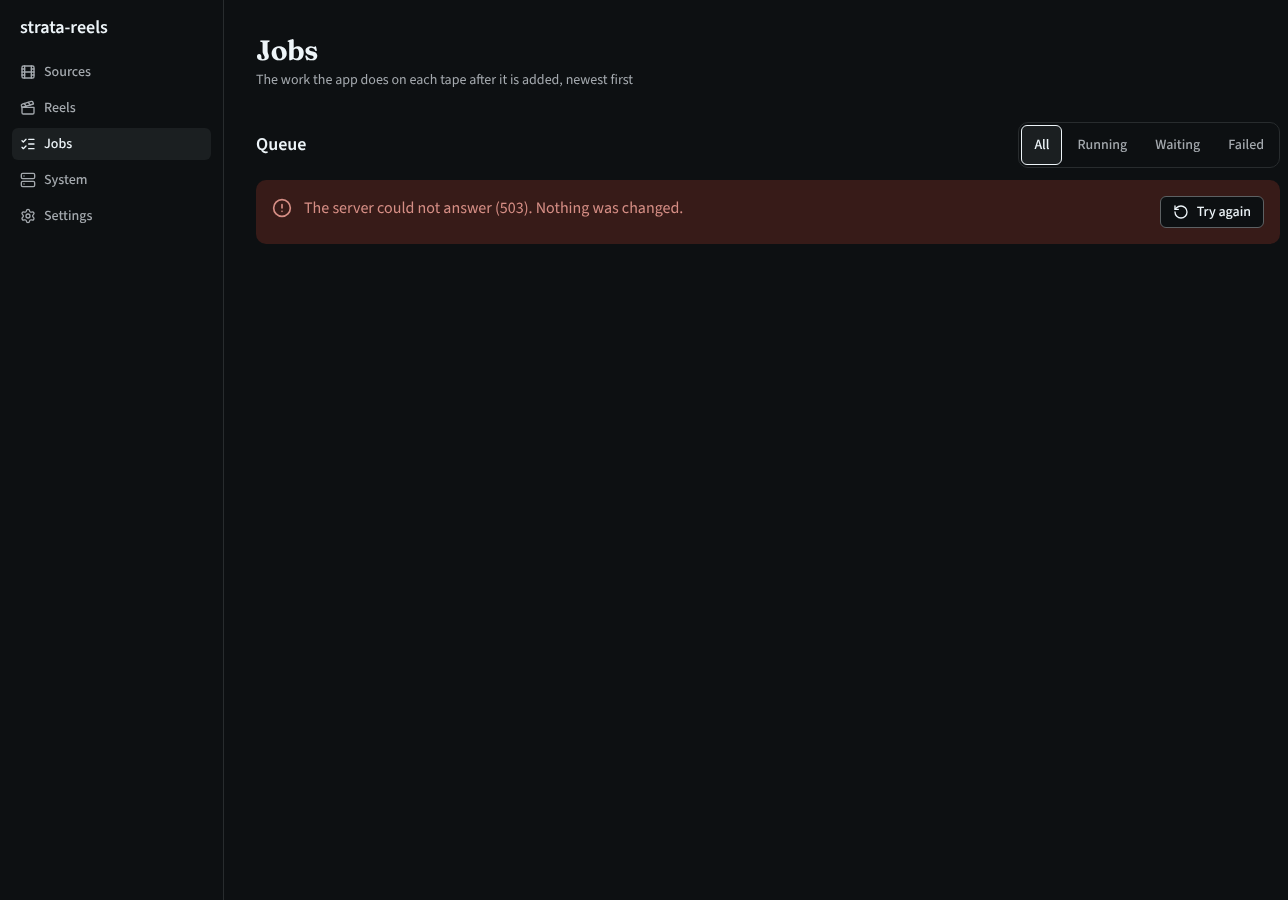 strata-reels
Sources
Reels
Jobs
System
Settings
Jobs
The work the app does on each tape after it is added, newest first
Queue
All
Running
Waiting
Failed
The server could not answer (503). Nothing was changed.
Try again